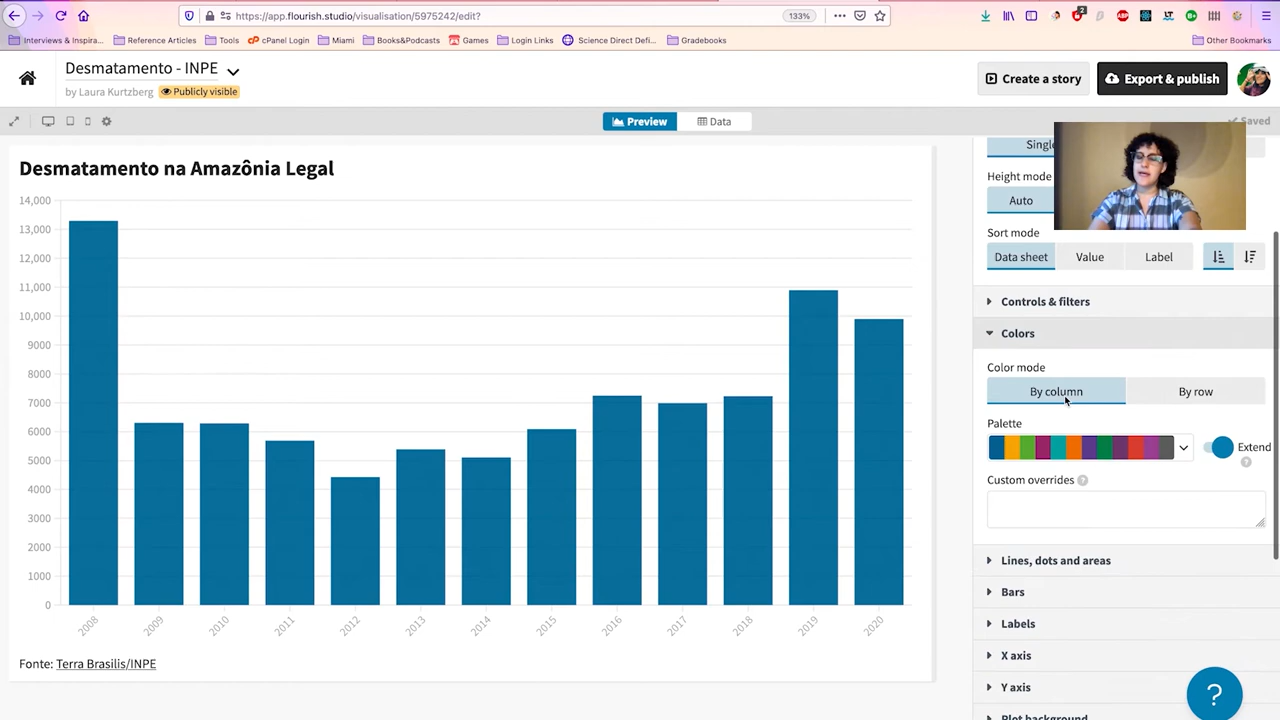 https://app.flourish.studio/visualisation/5975242/edit?
133%
2
ABP
LT
Interviews & Inspira...
Reference Articles
Tools
cPanel Login
Miami
Books&Podcasts
Games
Login Links
Science Direct Defi...
Gradebooks
Other Bookmarks
Desmatamento - INPE
by Laura Kurtzberg
Publicly visible
Create a story
Export & publish
Preview
Data
Saved
Desmatamento na Amazônia Legal
14,000
13,000
12,000
11,000
10,000
9000
8000
7000
6000
5000
4000
3000
2000
1000
0
2008 2009 2010 2011 2012 2013 2014 2015 2016 2017 2018 2019 2020
Fonte: Terra Brasilis/INPE
Height mode
Auto
Sort mode
Data sheet
Value
Label
Controls & filters
Colors
Color mode
By column
By row
Palette
Extend
?
Custom overrides ?
Lines, dots and areas
Bars
Labels
X axis
Y axis
Plot background
?